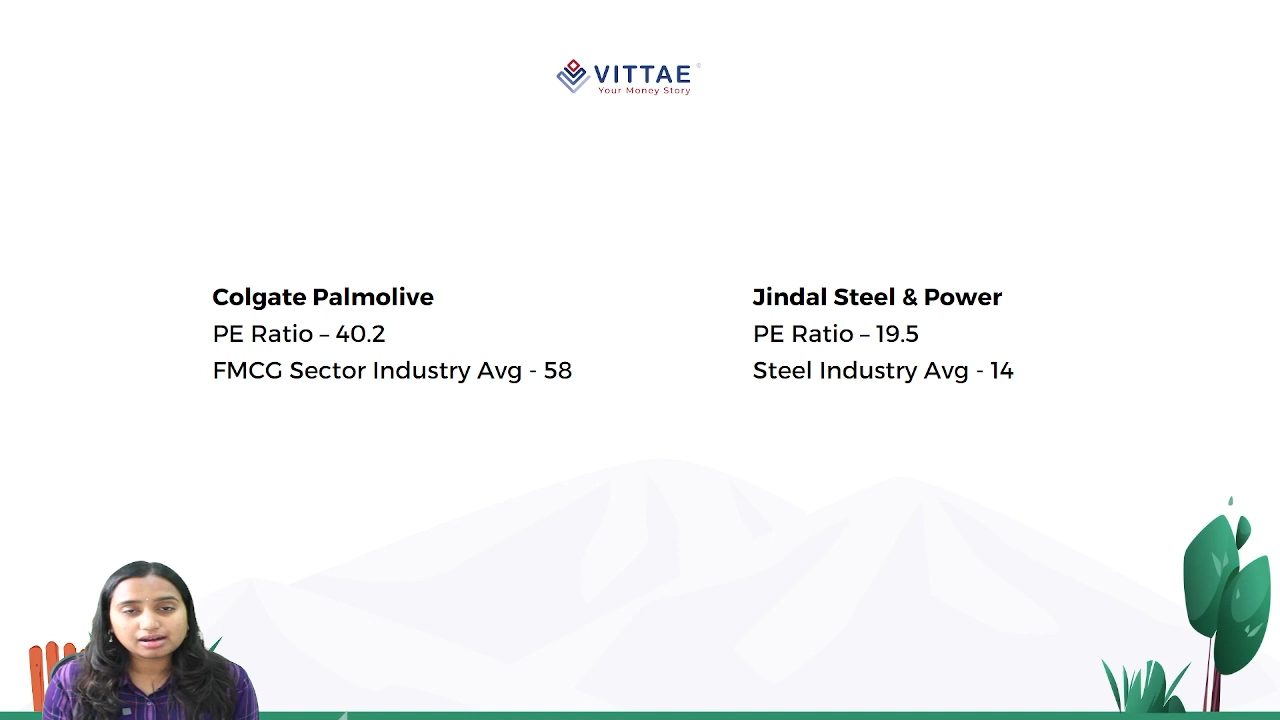 VITTAE
Your Money Story
Colgate Palmolive
PE Ratio – 40.2
FMCG Sector Industry Avg - 58
Jindal Steel & Power
PE Ratio – 19.5
Steel Industry Avg - 14